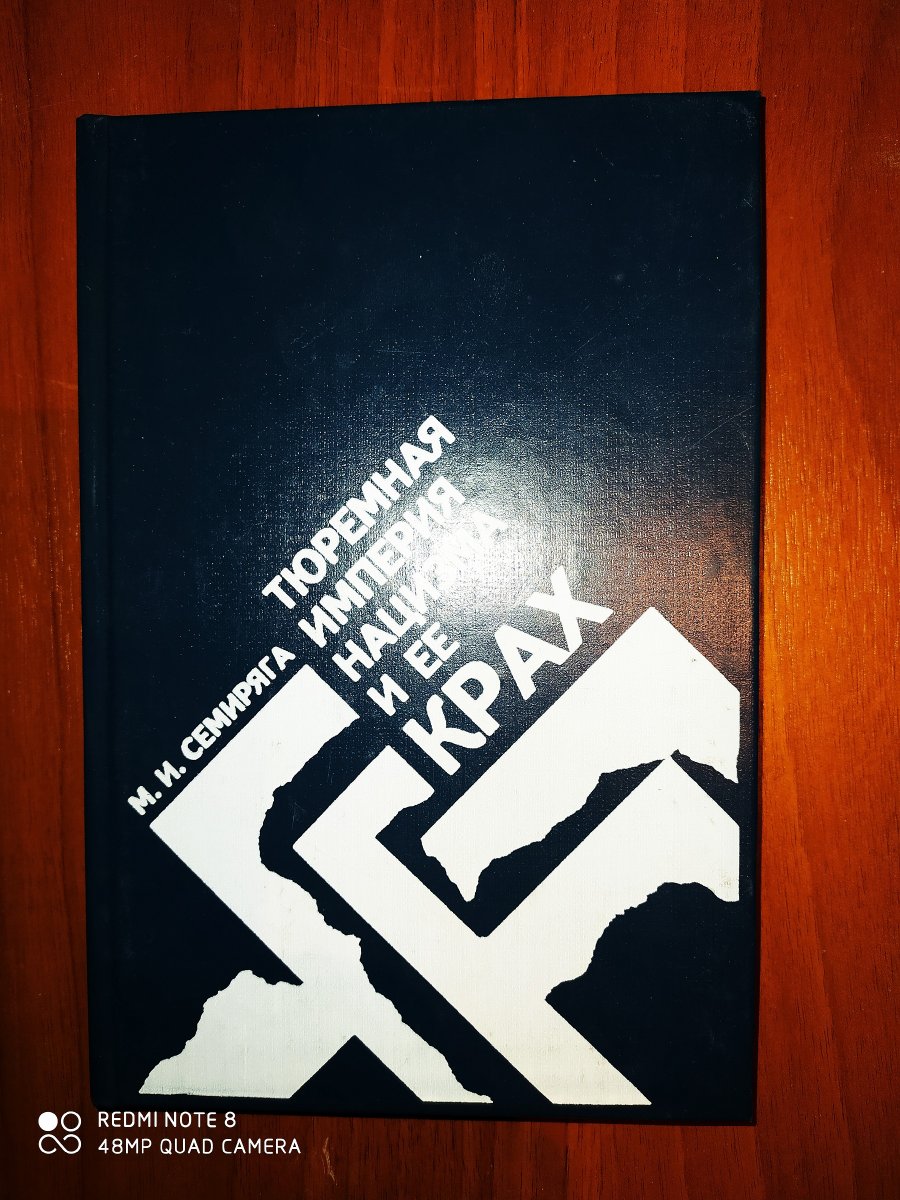 М. И. СЕМИРЯГА
ТЮРЕМНАЯ
ИМПЕРИЯ
НАЦИЗМА
И ЕЕ
КРАХ
REDMI NOTE 8
48MP QUAD CAMERA